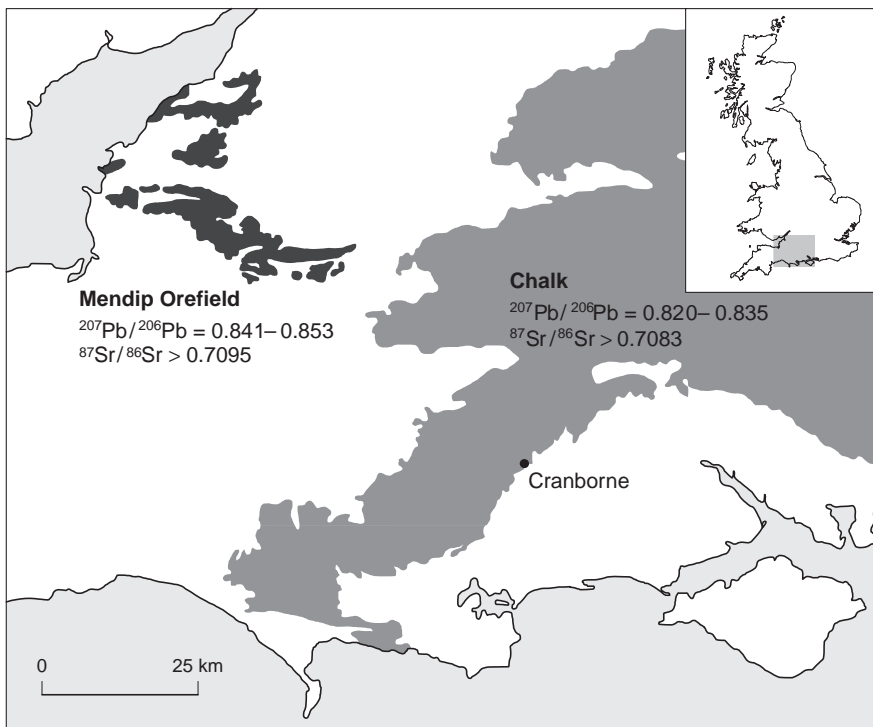 Mendip Orefield
²⁰⁷Pb/²⁰⁶Pb = 0.841–0.853
⁸⁷Sr/⁸⁶Sr > 0.7095
Chalk
²⁰⁷Pb/²⁰⁶Pb = 0.820–0.835
⁸⁷Sr/⁸⁶Sr > 0.7083
Cranborne
0 25 km